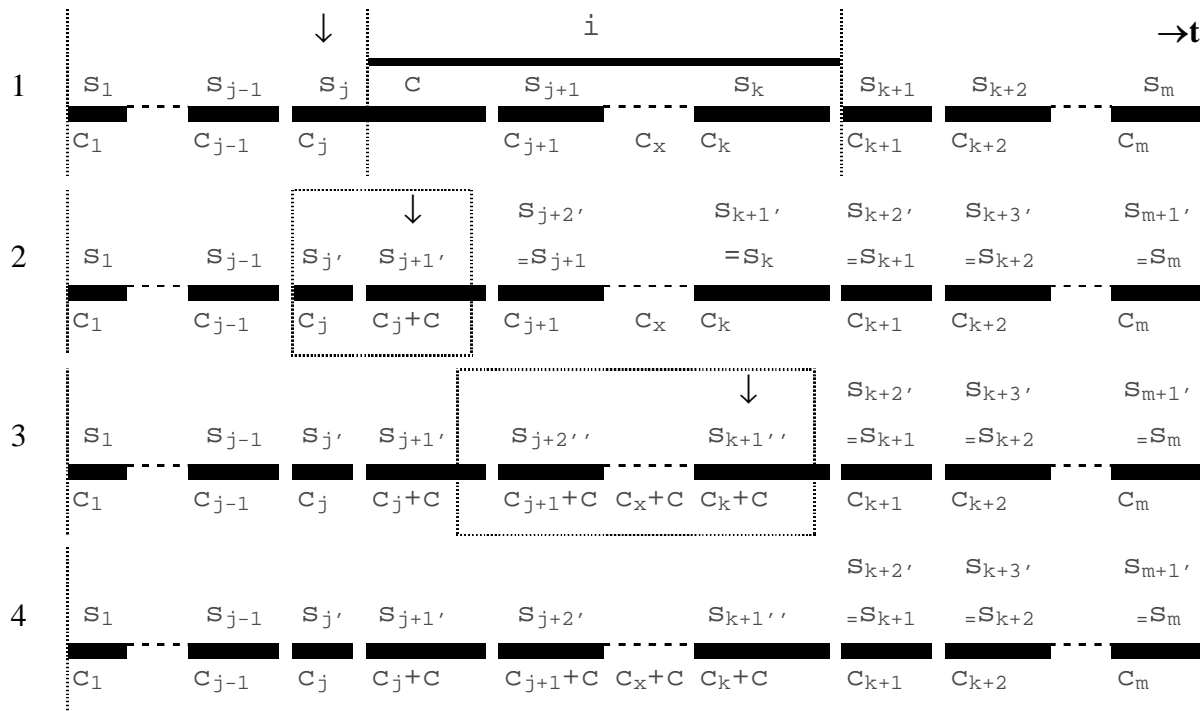 ↓ i →t
1 S1 Sj-1 Sj C Sj+1 Sk Sk+1 Sk+2 Sm
C1 Cj-1 Cj Cj+1 Cx Ck Ck+1 Ck+2 Cm
↓ Sj+2' Sk+1' Sk+2' Sk+3' Sm+1'
2 S1 Sj-1 Sj' Sj+1' =Sj+1 =Sk =Sk+1 =Sk+2 =Sm
C1 Cj-1 Cj Cj+C Cj+1 Cx Ck Ck+1 Ck+2 Cm
↓ Sk+2' Sk+3' Sm+1'
3 S1 Sj-1 Sj' Sj+1' Sj+2'' Sk+1'' =Sk+1 =Sk+2 =Sm
C1 Cj-1 Cj Cj+C Cj+1+C Cx+C Ck+C Ck+1 Ck+2 Cm
Sk+2' Sk+3' Sm+1'
4 S1 Sj-1 Sj' Sj+1' Sj+2' Sk+1'' =Sk+1 =Sk+2 =Sm
C1 Cj-1 Cj Cj+C Cj+1+C Cx+C Ck+C Ck+1 Ck+2 Cm